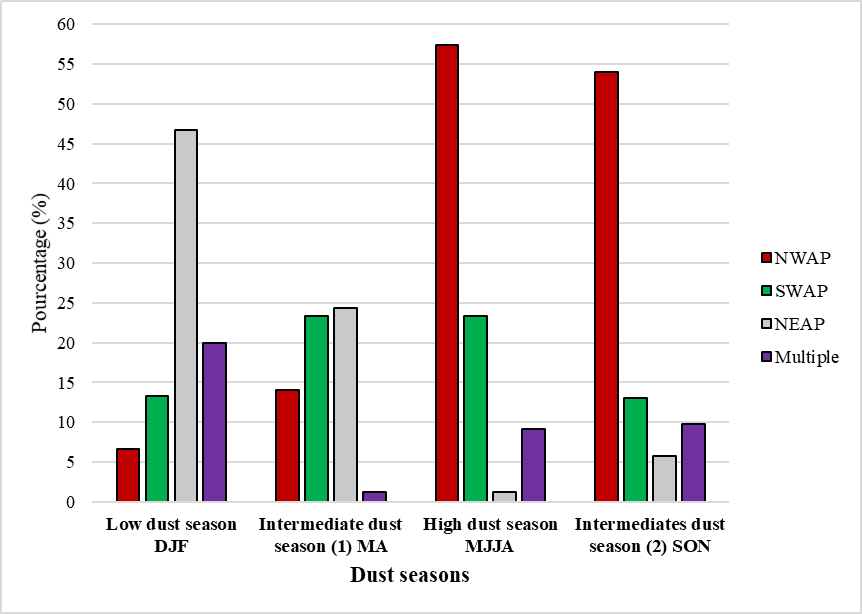 60
55
50
45
40
35
30
25
20
15
10
5
0
Pourcentage (%)
Low dust season
DJF
Intermediate dust
season (1) MA
High dust season
MJJA
Intermediates dust
season (2) SON
Dust seasons
NWAP
SWAP
NEAP
Multiple